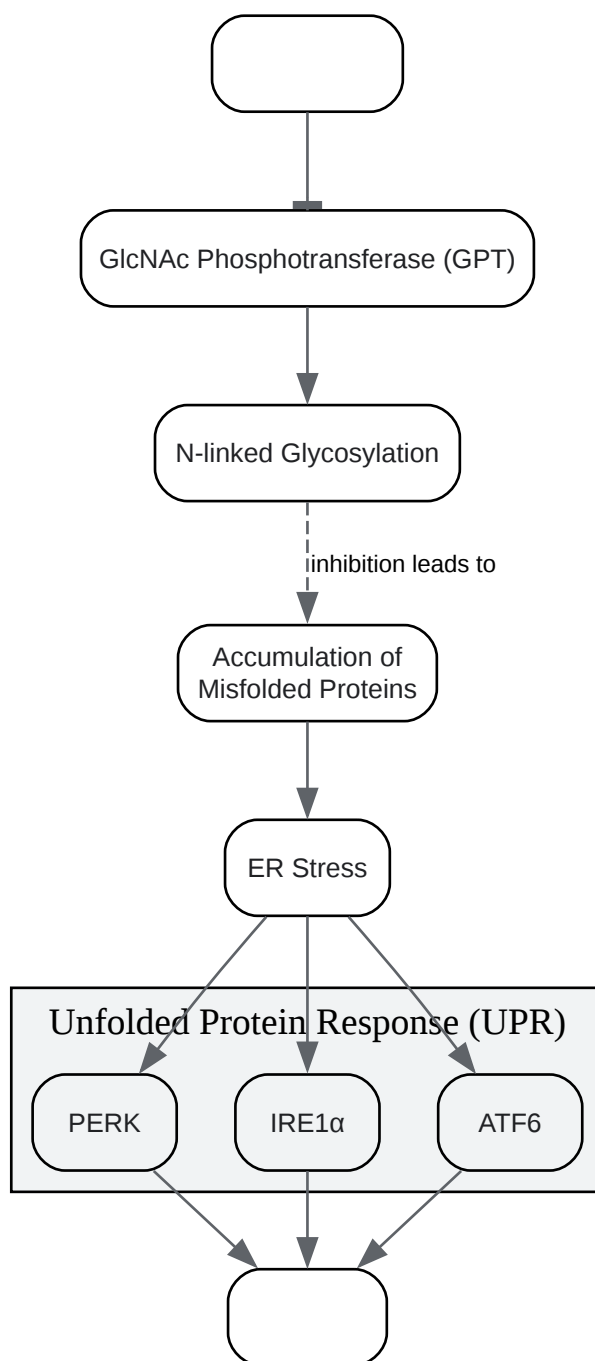 GlcNAc Phosphotransferase (GPT)
N-linked Glycosylation
inhibition leads to
Accumulation of
Misfolded Proteins
ER Stress
Unfolded Protein Response (UPR)
PERK
IRE1α
ATF6